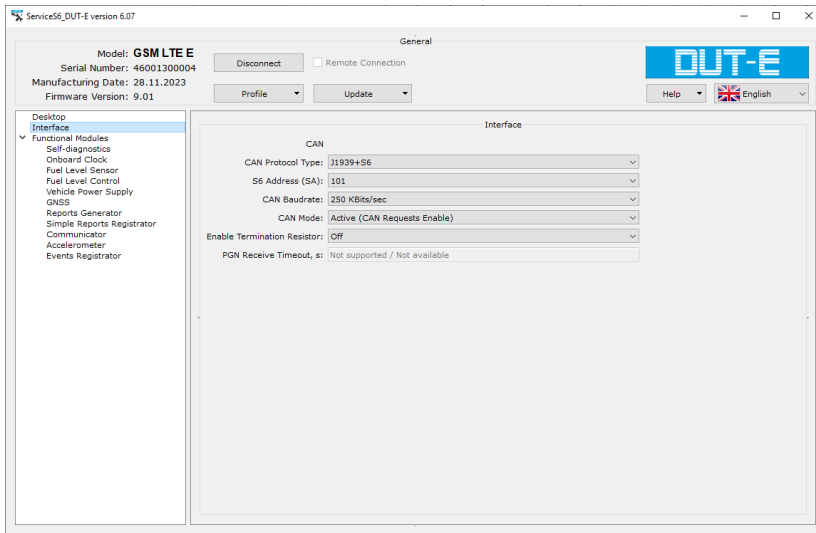 ServiceS6_DUT-E version 6.07
General
Model: GSM LTE E
Serial Number: 46001300004
Manufacturing Date: 28.11.2023
Firmware Version: 9.01
Disconnect
Remote Connection
Profile
Update
DUT-E
Help
English
Desktop
Interface
Functional Modules
Self-diagnostics
Onboard Clock
Fuel Level Sensor
Fuel Level Control
Vehicle Power Supply
GNSS
Reports Generator
Simple Reports Registrator
Communicator
Accelerometer
Events Registrator
Interface
CAN
CAN Protocol Type: J1939+S6
S6 Address (SA): 101
CAN Baudrate: 250 KBits/sec
CAN Mode: Active (CAN Requests Enable)
Enable Termination Resistor: Off
PGN Receive Timeout, s: Not supported / Not available